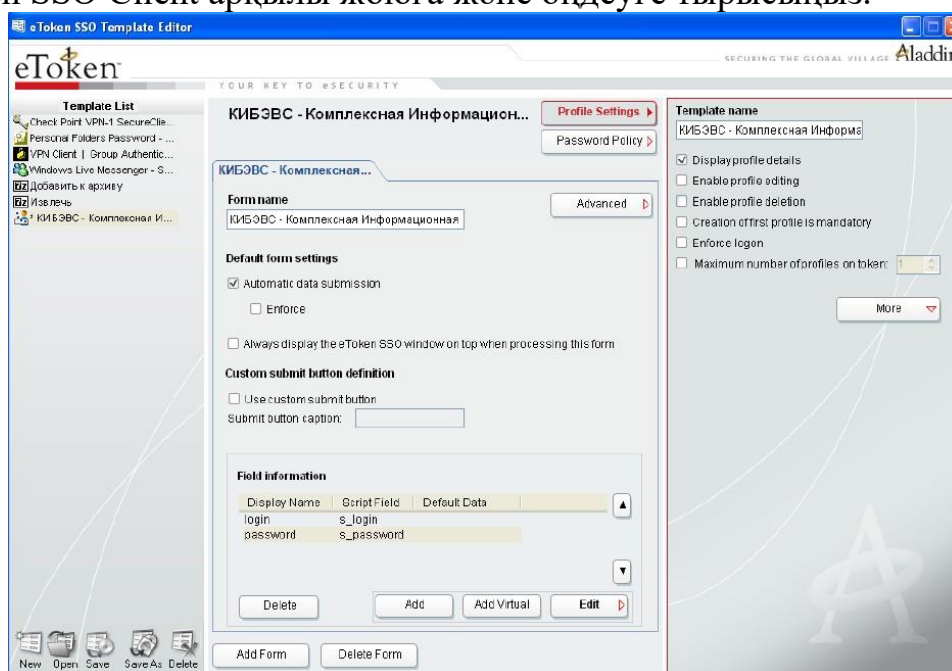 SSO Client арқылы жоюға және өңдеуге тырысыңыз.
eToken SSO Template Editor
eToken
SECURING THE GLOBAL VILLAGE Aladdin
YOUR KEY TO eSECURITY
Template List
Check Point VPN-1 SecureClie...
Personal Folders Password - ...
VPN Client | Group Authentic...
Windows Live Messenger - S...
Добавить к архиву
Извлечь
* КИБЭВС - Комплексная И...
КИБЭВС - Комплексная Информацион...
Profile Settings
Password Policy
КИБЭВС - Комплексная...
Form name
КИБЭВС - Комплексная Информационная
Advanced
Default form settings
Automatic data submission
Enforce
Always display the eToken SSO window on top when processing this form
Custom submit button definition
Use custom submit button
Submit button caption:
Field information
Display Name Script Field Default Data
login s_login
password s_password
Delete Add Add Virtual Edit
Add Form Delete Form
Template name
КИБЭВС - Комплексная Информа
Display profile details
Enable profile editing
Enable profile deletion
Creation of first profile is mandatory
Enforce logon
Maximum number of profiles on token: 1
More
New Open Save Save As Delete